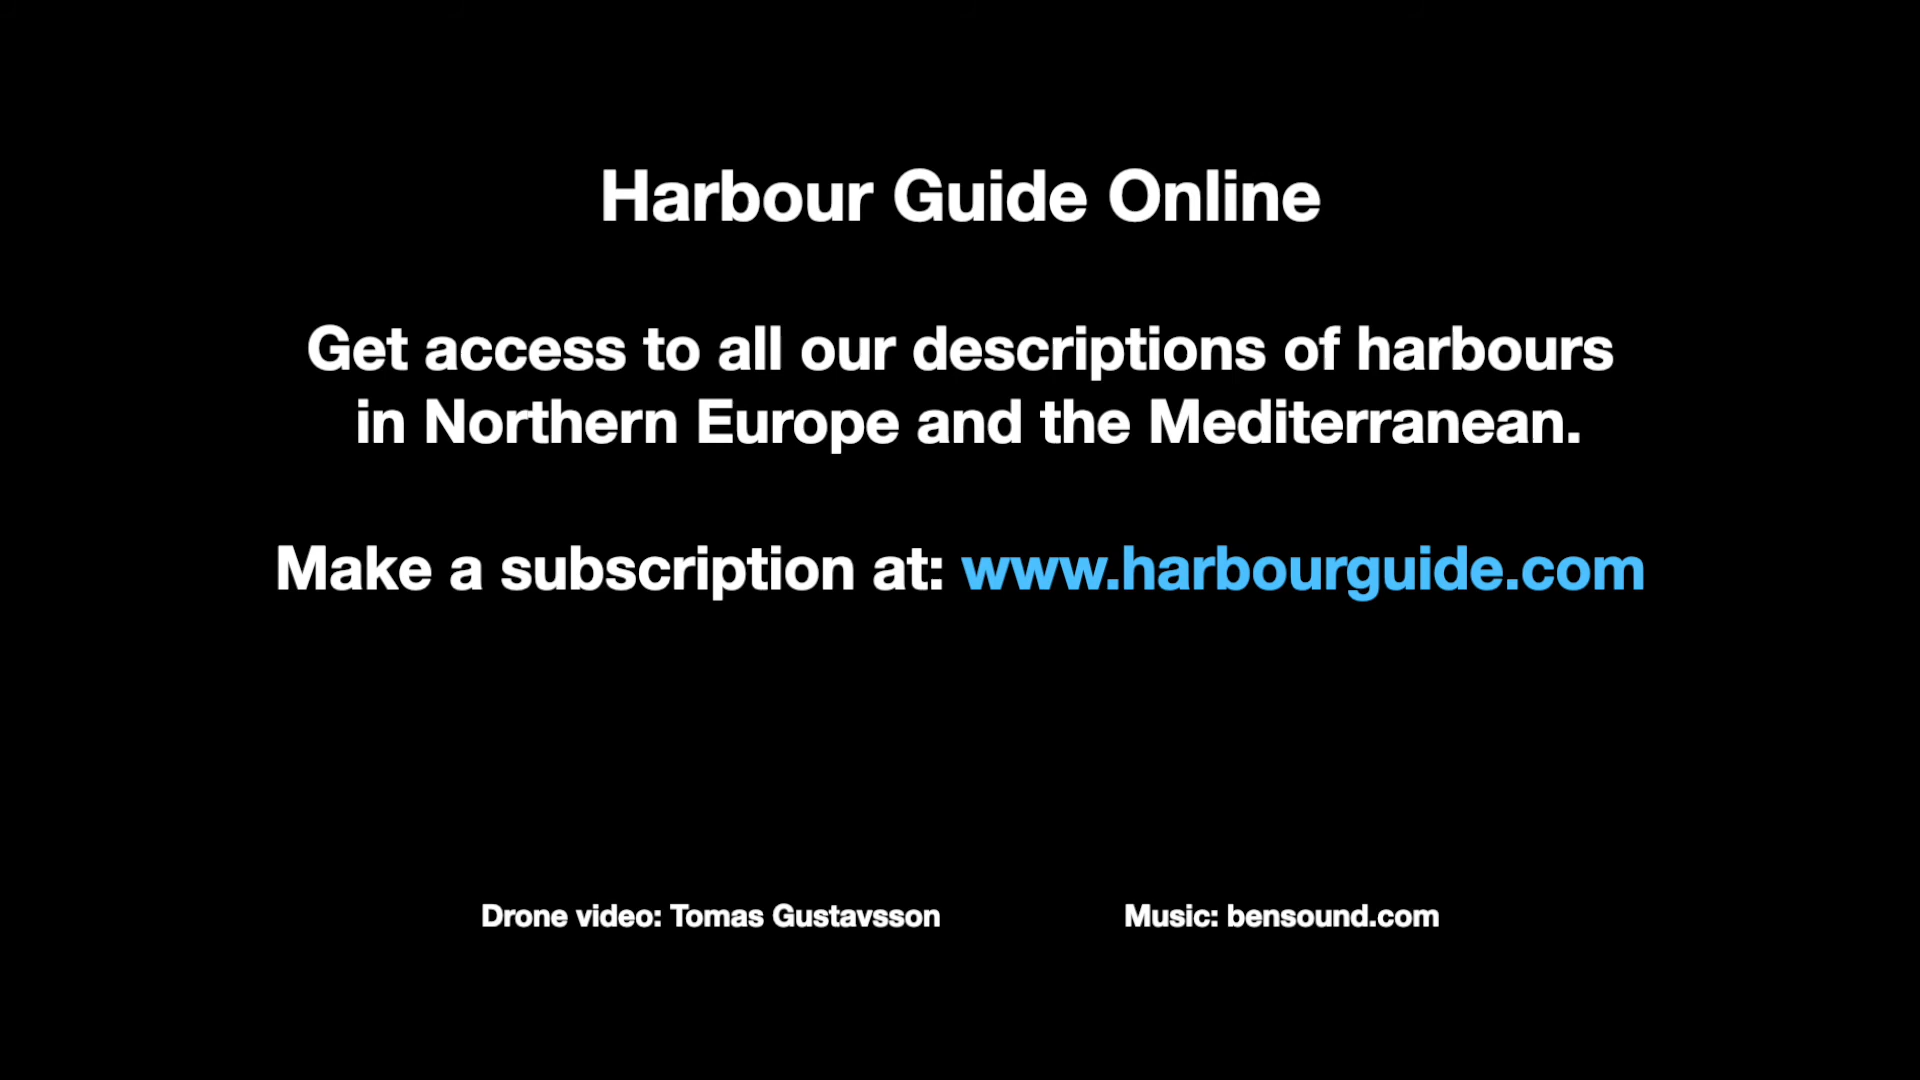 Harbour Guide Online
Get access to all our descriptions of harbours
in Northern Europe and the Mediterranean.
Make a subscription at: www.harbourguide.com
Drone video: Tomas Gustavsson
Music: bensound.com